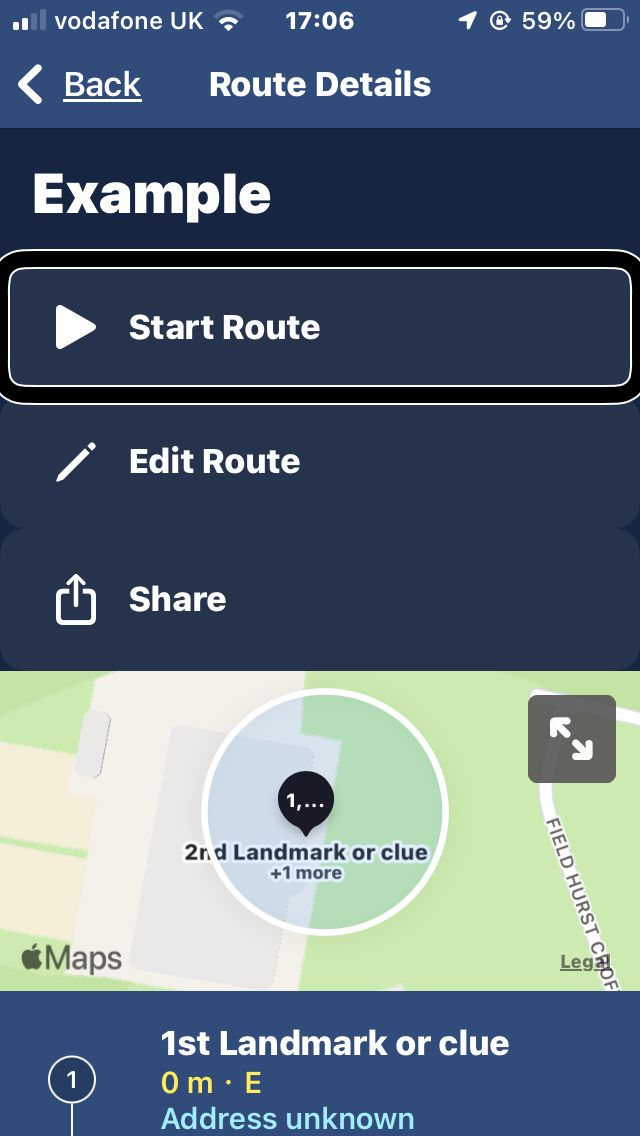 vodafone UK 17:06 59%
Back Route Details
Example
Start Route
Edit Route
Share
1,...
2nd Landmark or clue
+1 more
FIELD HURST CROFT
Maps
Legal
1st Landmark or clue
1
0 m · E
Address unknown